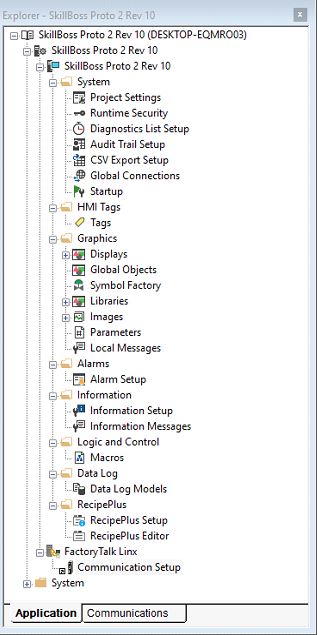 Explorer - SkillBoss Proto 2 Rev 10
SkillBoss Proto 2 Rev 10 (DESKTOP-EQMRO03)
SkillBoss Proto 2 Rev 10
SkillBoss Proto 2 Rev 10
System
Project Settings
Runtime Security
Diagnostics List Setup
Audit Trail Setup
CSV Export Setup
Global Connections
Startup
HMI Tags
Tags
Graphics
Displays
Global Objects
Symbol Factory
Libraries
Images
Parameters
Local Messages
Alarms
Alarm Setup
Information
Information Setup
Information Messages
Logic and Control
Macros
Data Log
Data Log Models
RecipePlus
RecipePlus Setup
RecipePlus Editor
FactoryTalk Linx
Communication Setup
System
Application Communications